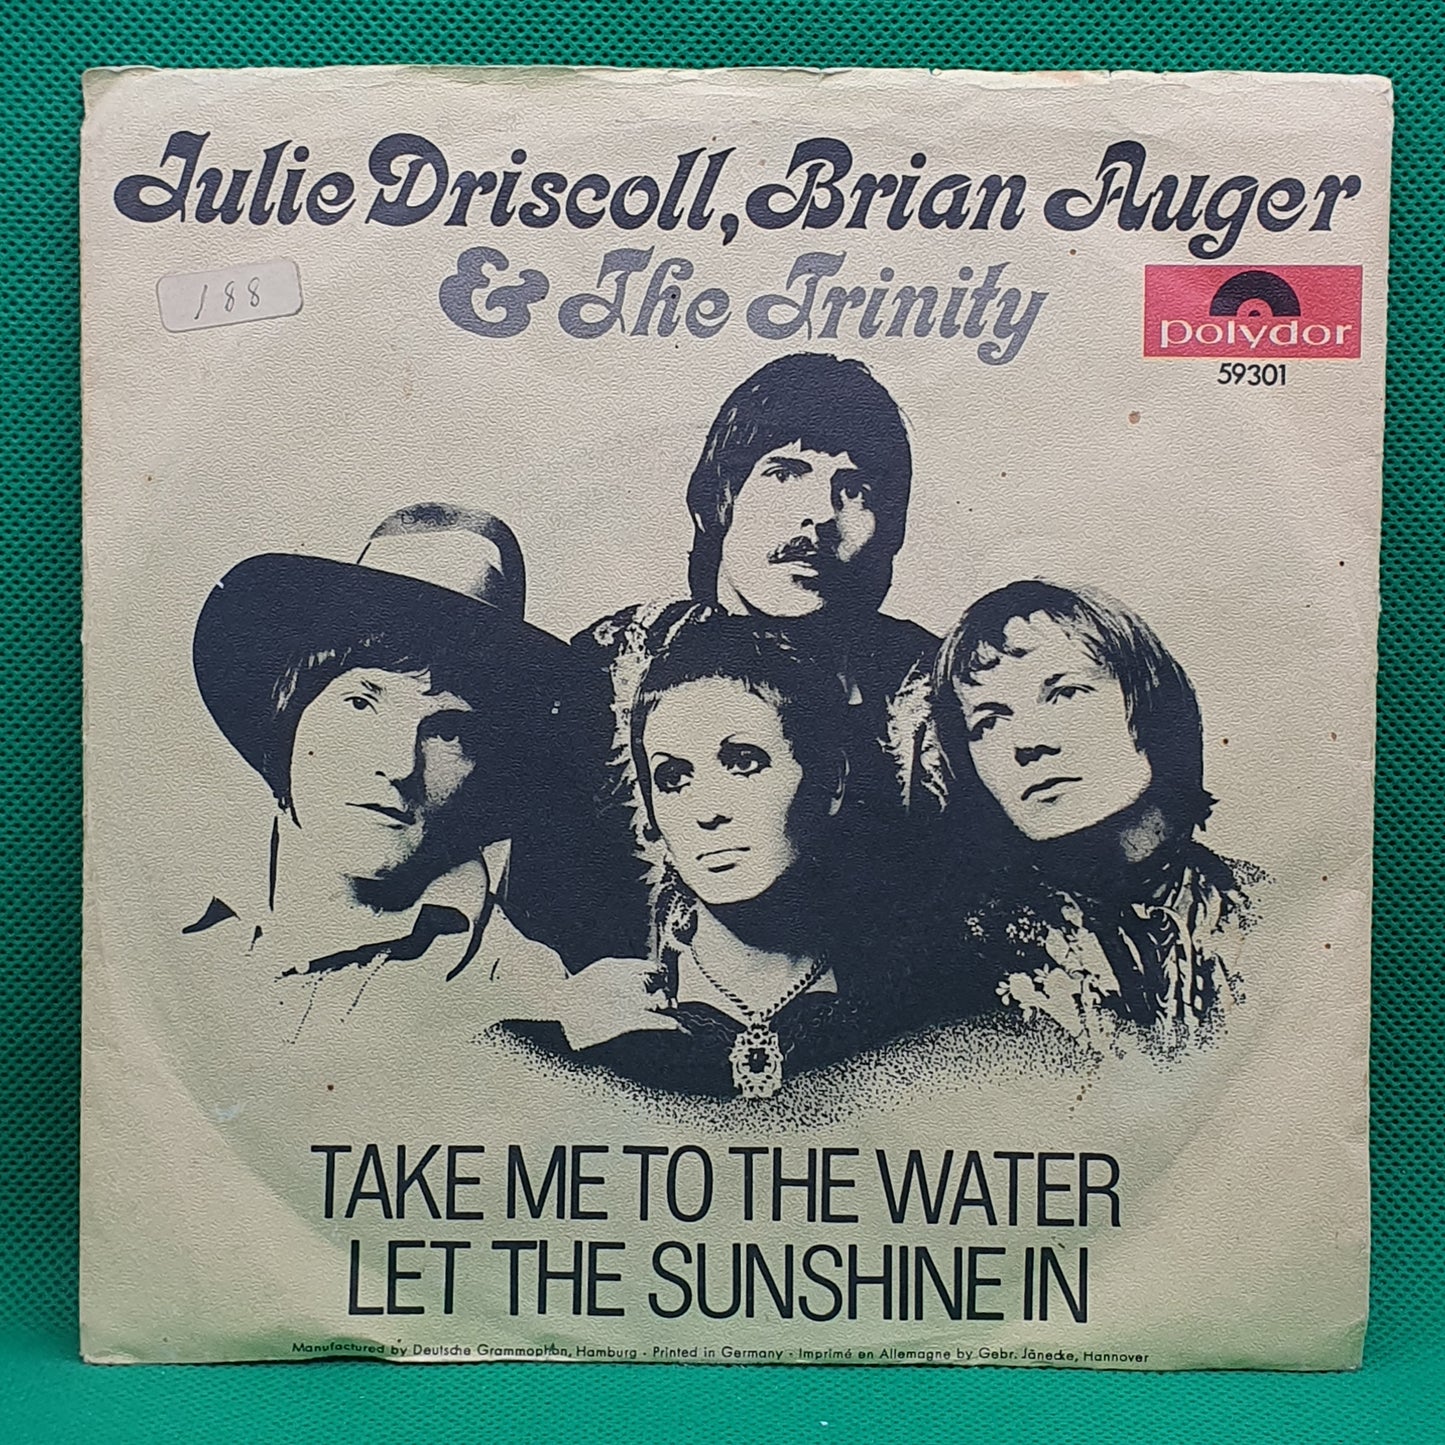 Julie Driscoll, Brian Auger
& The Trinity
188
polydor
59301
TAKE ME TO THE WATER
LET THE SUNSHINE IN
Manufactured by Deutsche Grammophon, Hamburg · Printed in Germany · Imprimé en Allemagne by Gebr. Jänecke, Hannover